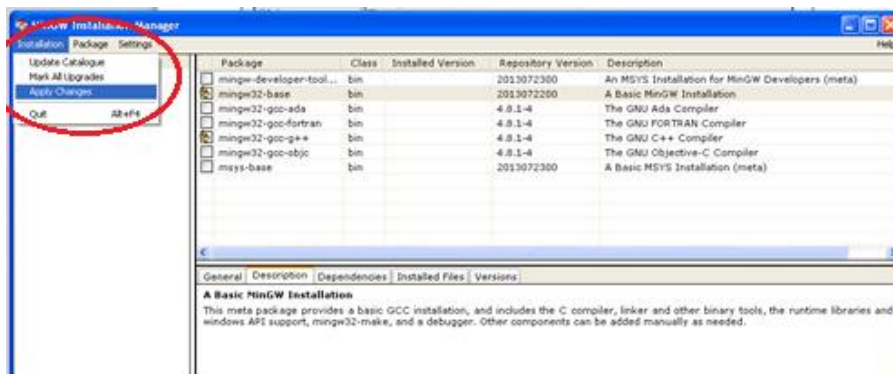 MinGW Installation Manager
Installation Package Settings
Help
Update Catalogue
Mark All Upgrades
Apply Changes
Quit Alt+F4
Package Class Installed Version Repository Version Description
mingw-developer-tool... bin 2013072300 An MSYS Installation for MinGW Developers (meta)
mingw32-base bin 2013072200 A Basic MinGW Installation
mingw32-gcc-ada bin 4.8.1-4 The GNU Ada Compiler
mingw32-gcc-fortran bin 4.8.1-4 The GNU FORTRAN Compiler
mingw32-gcc-g++ bin 4.8.1-4 The GNU C++ Compiler
mingw32-gcc-objc bin 4.8.1-4 The GNU Objective-C Compiler
msys-base bin 2013072300 A Basic MSYS Installation (meta)
General Description Dependencies Installed Files Versions
A Basic MinGW Installation
This meta package provides a basic GCC installation, and includes the C compiler, linker and other binary tools, the runtime libraries and
windows API support, mingw32-make, and a debugger. Other components can be added manually as needed.